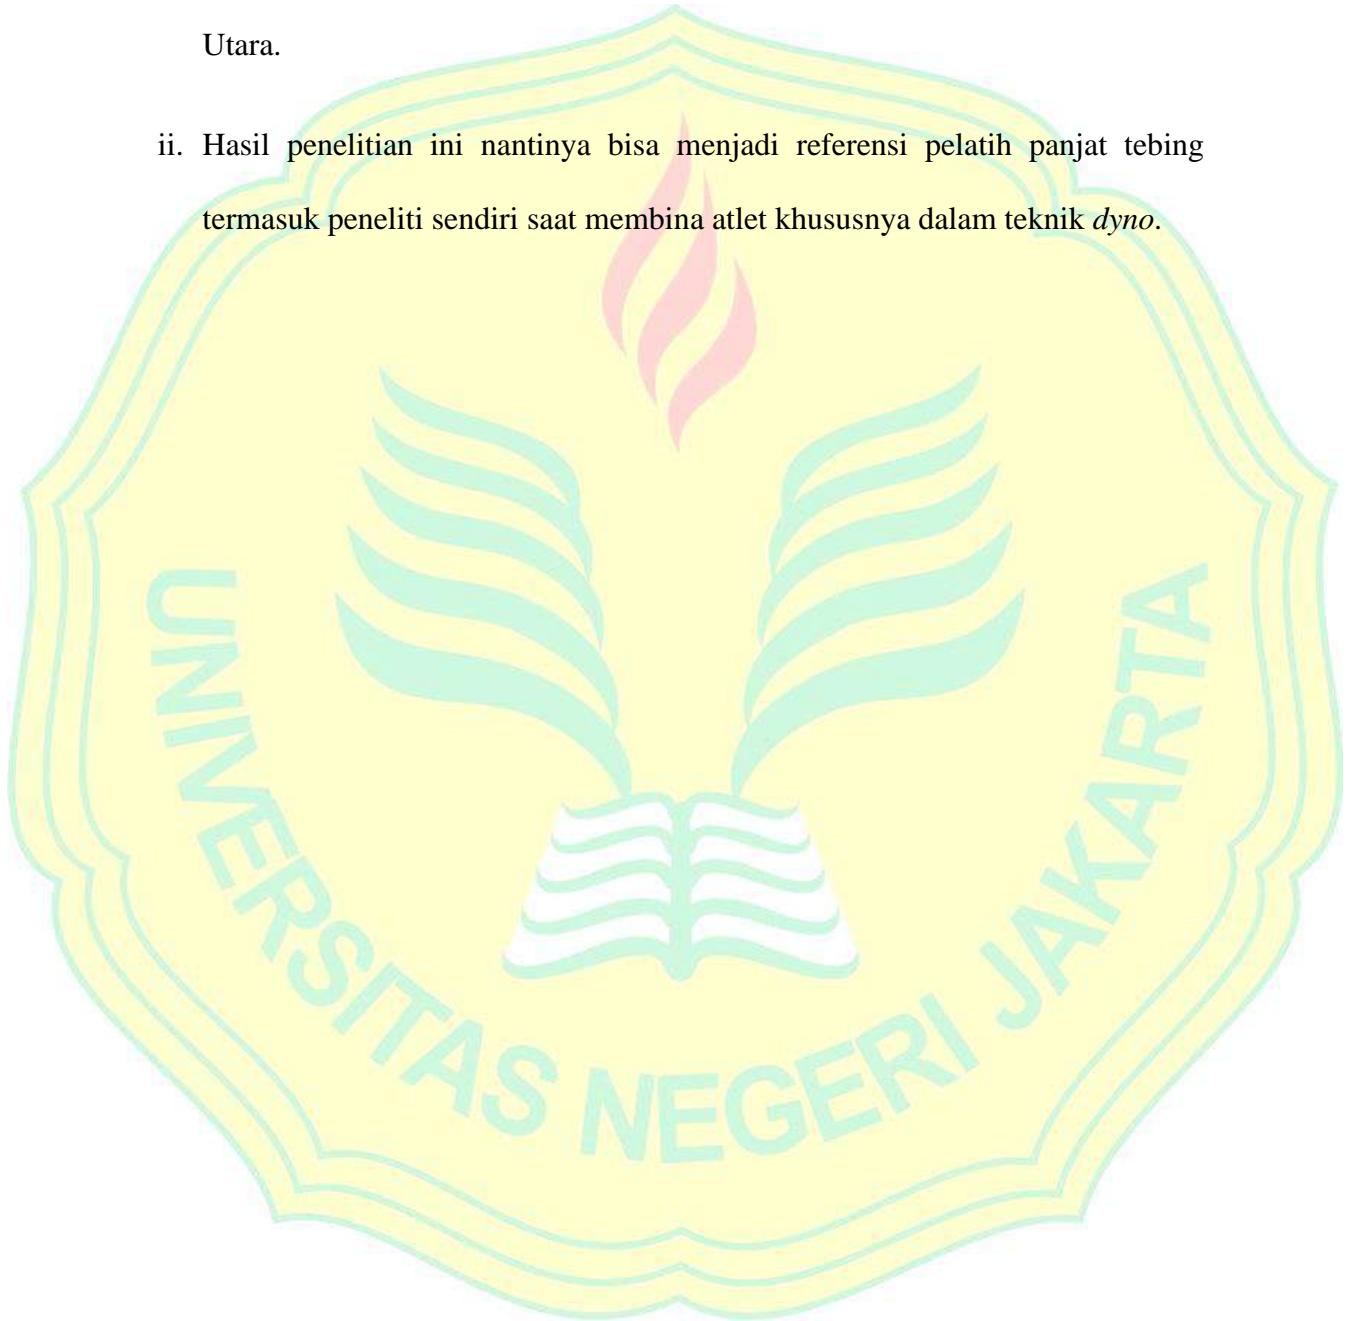 Utara.
ii. Hasil penelitian ini nantinya bisa menjadi referensi pelatih panjat tebing
termasuk peneliti sendiri saat membina atlet khususnya dalam teknik dyno.
UNIVERSITAS NEGERI JAKARTA